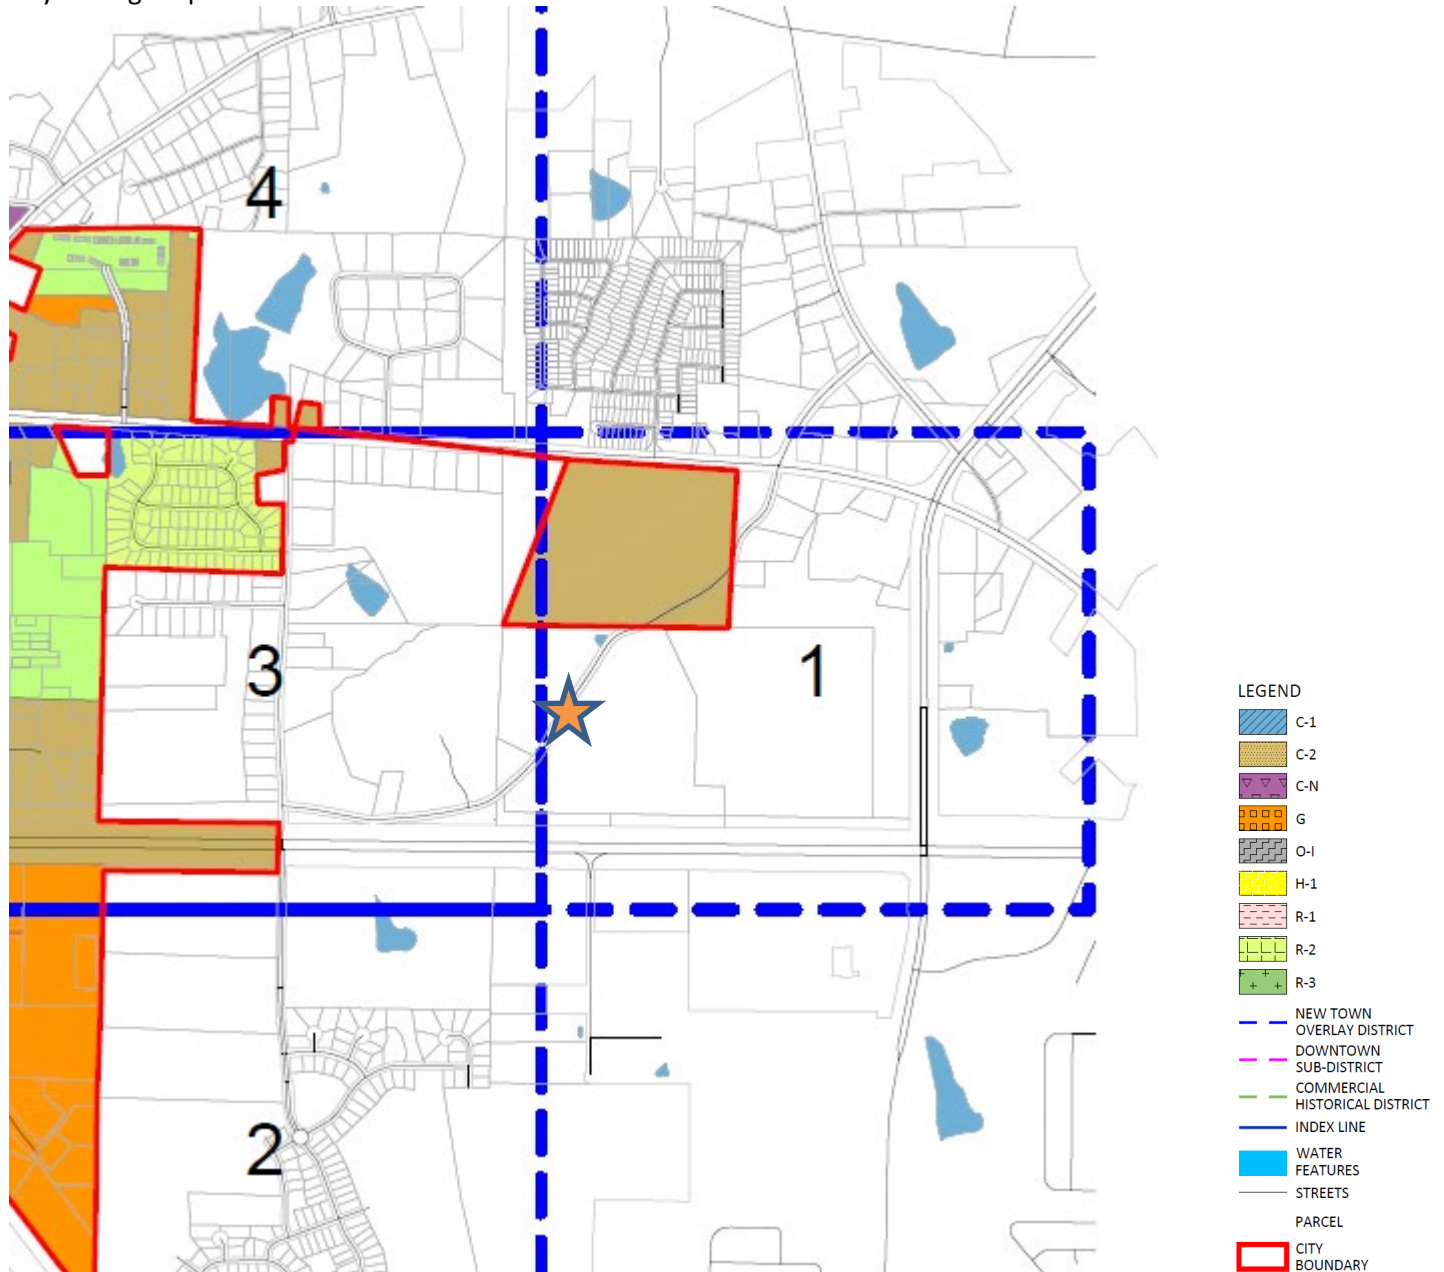 4
3
1
2
LEGEND
C-1
C-2
C-N
G
O-I
H-1
R-1
R-2
R-3
NEW TOWN
OVERLAY DISTRICT
DOWNTOWN
SUB-DISTRICT
COMMERCIAL
HISTORICAL DISTRICT
INDEX LINE
WATER
FEATURES
STREETS
PARCEL
CITY
BOUNDARY